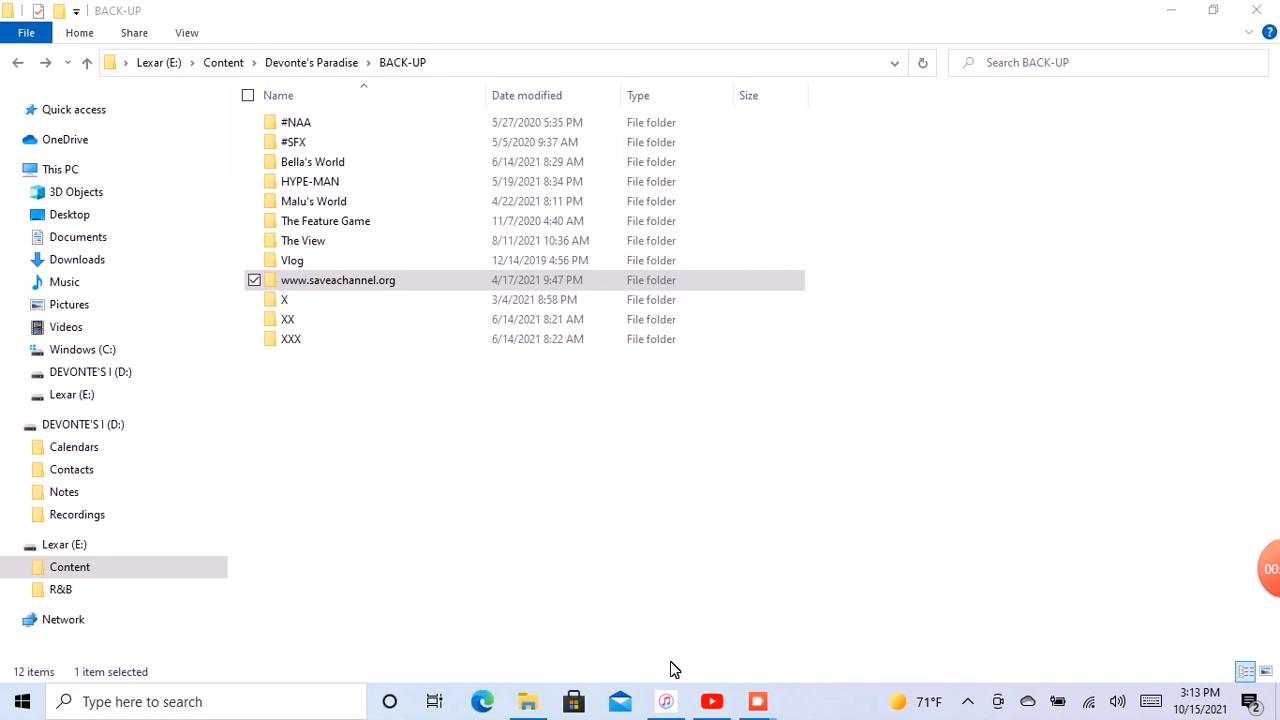 BACK-UP
File Home Share View
Lexar (E:) Content Devonte's Paradise BACK-UP Search BACK-UP
Name Date modified Type Size
#NAA 5/27/2020 5:35 PM File folder
#SFX 5/5/2020 9:37 AM File folder
Bella's World 6/14/2021 8:29 AM File folder
HYPE-MAN 5/19/2021 8:34 PM File folder
Malu's World 4/22/2021 8:11 PM File folder
The Feature Game 11/7/2020 4:40 AM File folder
The View 8/11/2021 10:36 AM File folder
Vlog 12/14/2019 4:56 PM File folder
www.saveachannel.org 4/17/2021 9:47 PM File folder
X 3/4/2021 8:58 PM File folder
XX 6/14/2021 8:21 AM File folder
XXX 6/14/2021 8:22 AM File folder
Quick access
OneDrive
This PC
3D Objects
Desktop
Documents
Downloads
Music
Pictures
Videos
Windows (C:)
DEVONTE'S I (D:)
Lexar (E:)
DEVONTE'S I (D:)
Calendars
Contacts
Notes
Recordings
Lexar (E:)
Content
R&B
Network
00:
12 items 1 item selected
Type here to search
71°F
3:13 PM
10/15/2021
2